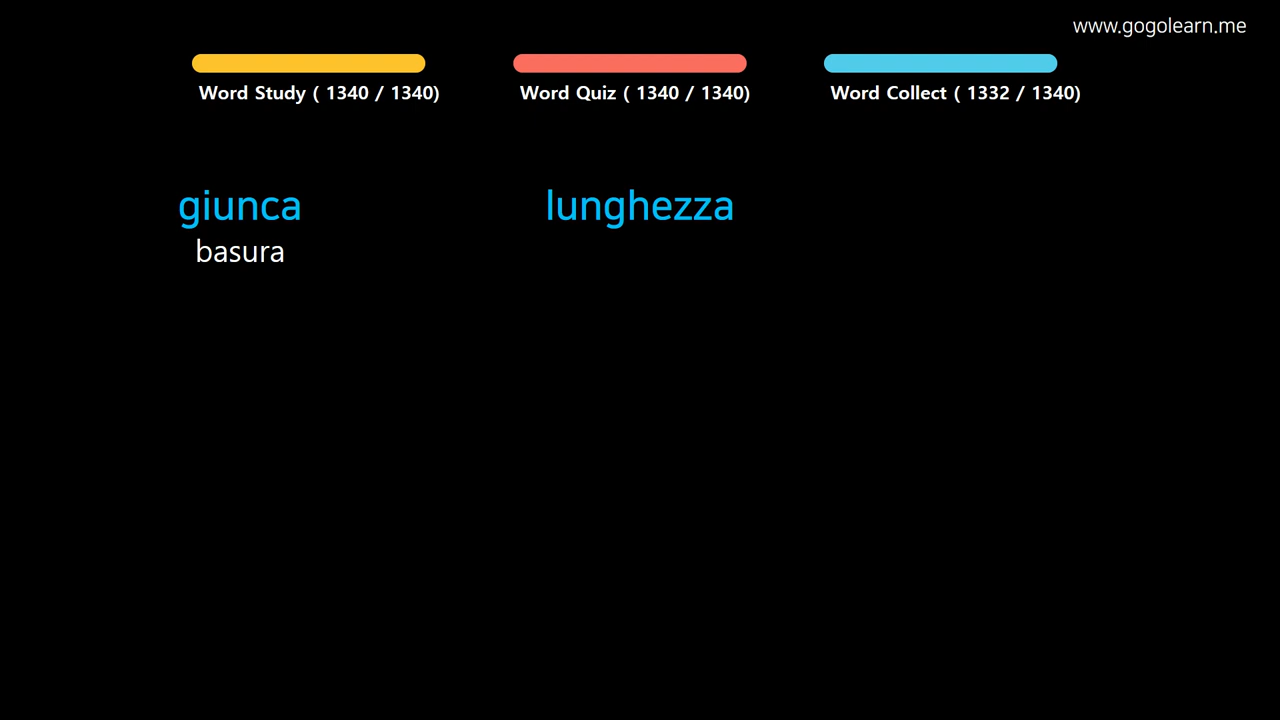 www.gogolearn.me
Word Study ( 1340 / 1340)
Word Quiz ( 1340 / 1340)
Word Collect ( 1332 / 1340)
giunca
lunghezza
basura